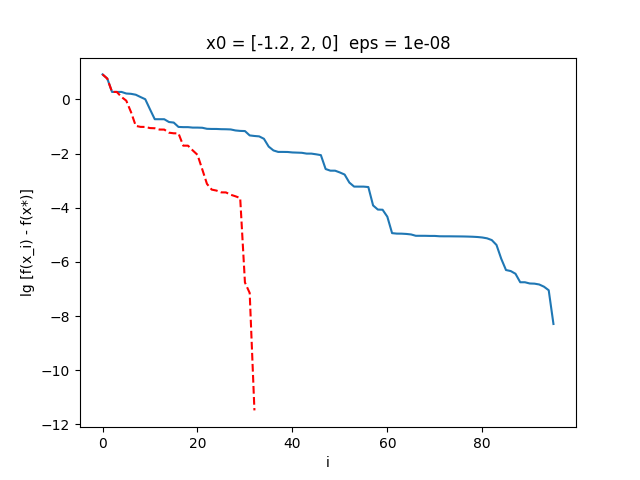 x0 = [-1.2, 2, 0]  eps = 1e-08
lg [f(x_i) - f(x*)]
0
−2
−4
−6
−8
−10
−12
0 20 40 60 80
i